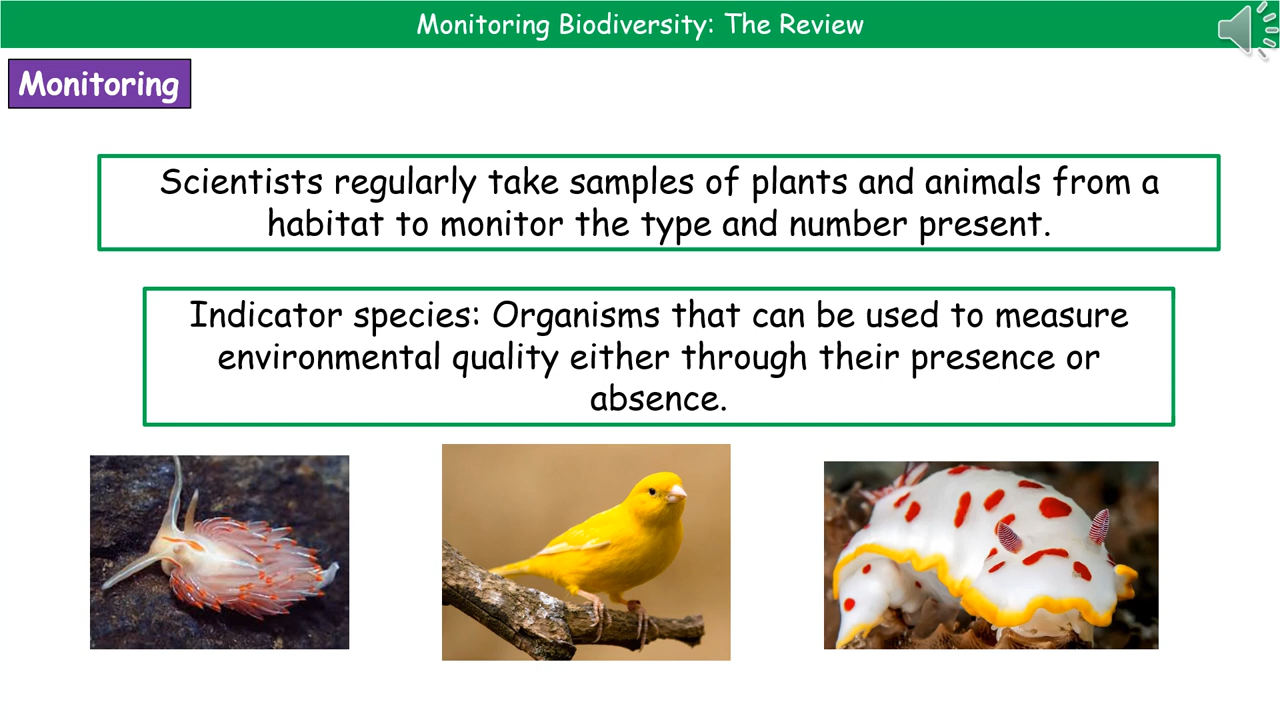 Monitoring Biodiversity: The Review
Monitoring
Scientists regularly take samples of plants and animals from a
habitat to monitor the type and number present.
Indicator species: Organisms that can be used to measure
environmental quality either through their presence or
absence.